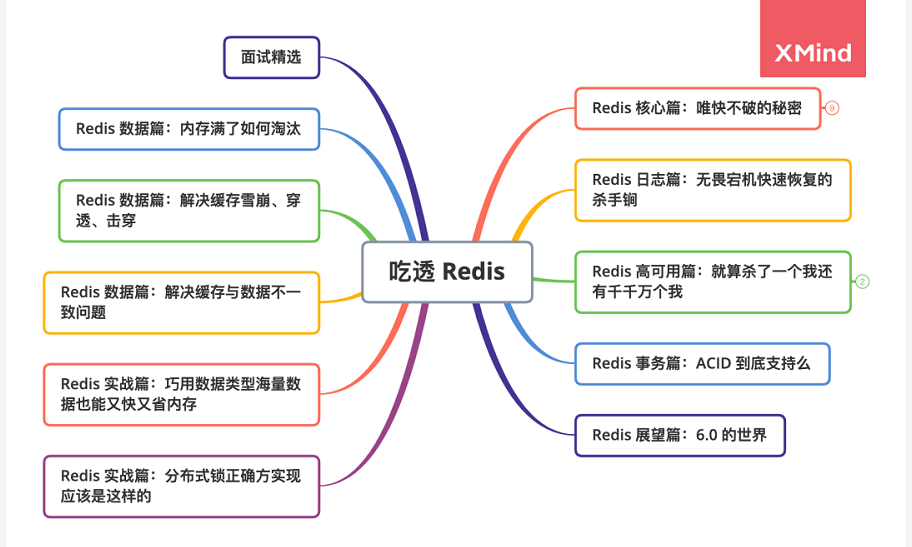 XMind
吃透 Redis
Redis 核心篇：唯快不破的秘密
9
Redis 日志篇：无畏宕机快速恢复的
杀手锏
Redis 高可用篇：就算杀了一个我还
有千千万个我
2
Redis 事务篇：ACID 到底支持么
Redis 展望篇：6.0 的世界
面试精选
Redis 数据篇：内存满了如何淘汰
Redis 数据篇：解决缓存雪崩、穿
透、击穿
Redis 数据篇：解决缓存与数据不一
致问题
Redis 实战篇：巧用数据类型海量数
据也能又快又省内存
Redis 实战篇：分布式锁正确方实现
应该是这样的